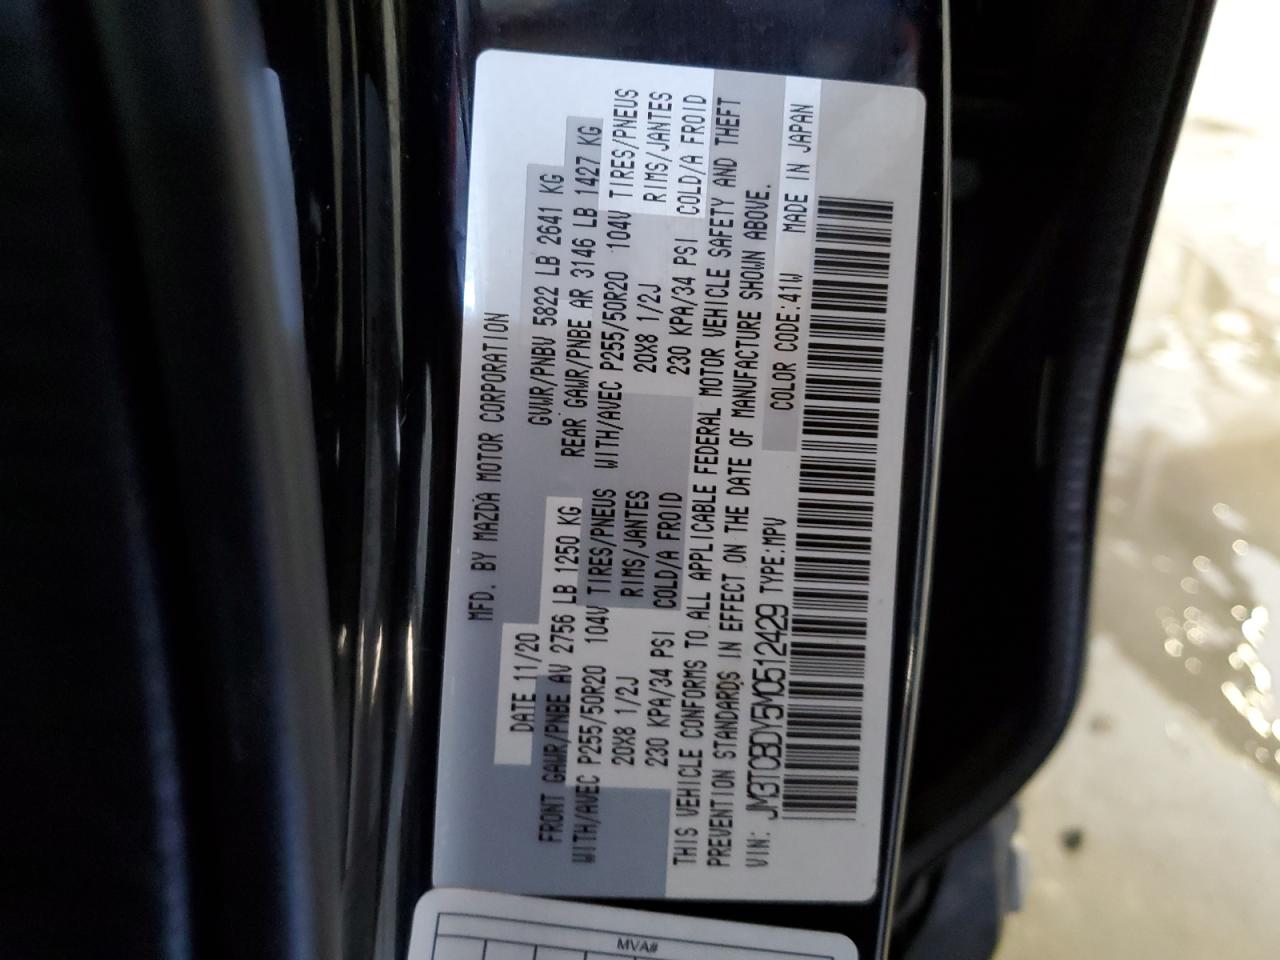 MFD. BY MAZDA MOTOR CORPORATION
DATE 11/20 GVWR/PNBV 5822 LB 2641 KG
FRONT GAWR/PNBE AV 2756 LB 1250 KG REAR GAWR/PNBE AR 3146 LB 1427 KG
WITH/AVEC P255/50R20 104V TIRES/PNEUS WITH/AVEC P255/50R20 104V TIRES/PNEUS
20X8 1/2J RIMS/JANTES 20X8 1/2J RIMS/JANTES
230 KPA/34 PSI COLD/A FROID 230 KPA/34 PSI COLD/A FROID
THIS VEHICLE CONFORMS TO ALL APPLICABLE FEDERAL MOTOR VEHICLE SAFETY AND THEFT
PREVENTION STANDARDS IN EFFECT ON THE DATE OF MANUFACTURE SHOWN ABOVE.
VIN: JM3TCBDY5M0512429 TYPE:MPV COLOR CODE:41W MADE IN JAPAN
MVA#